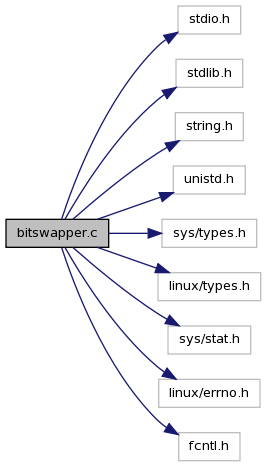 stdio.h
stdlib.h
string.h
unistd.h
bitswapper.c
sys/types.h
linux/types.h
sys/stat.h
linux/errno.h
fcntl.h